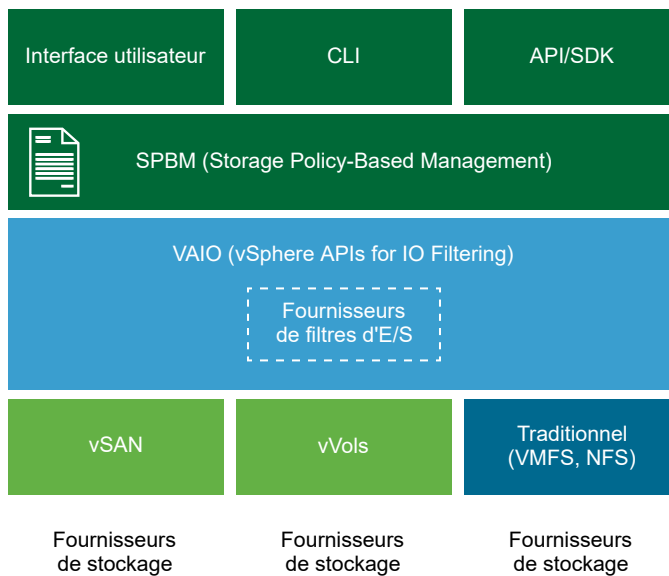 Interface utilisateur
CLI
API/SDK
SPBM (Storage Policy-Based Management)
VAIO (vSphere APIs for IO Filtering)
Fournisseurs
de filtres d'E/S
vSAN
vVols
Traditionnel
(VMFS, NFS)
Fournisseurs
de stockage
Fournisseurs
de stockage
Fournisseurs
de stockage